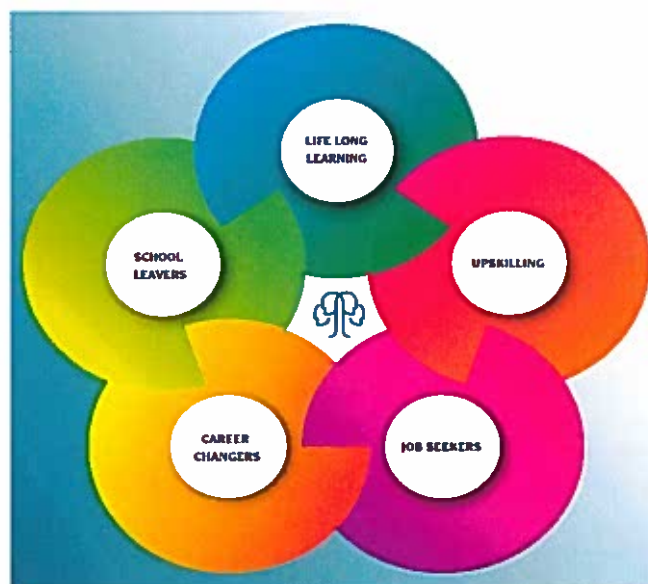 LIFE LONG
LEARNING
UPSKILLING
JOB SEEKERS
CAREER
CHANGERS
SCHOOL
LEAVERS